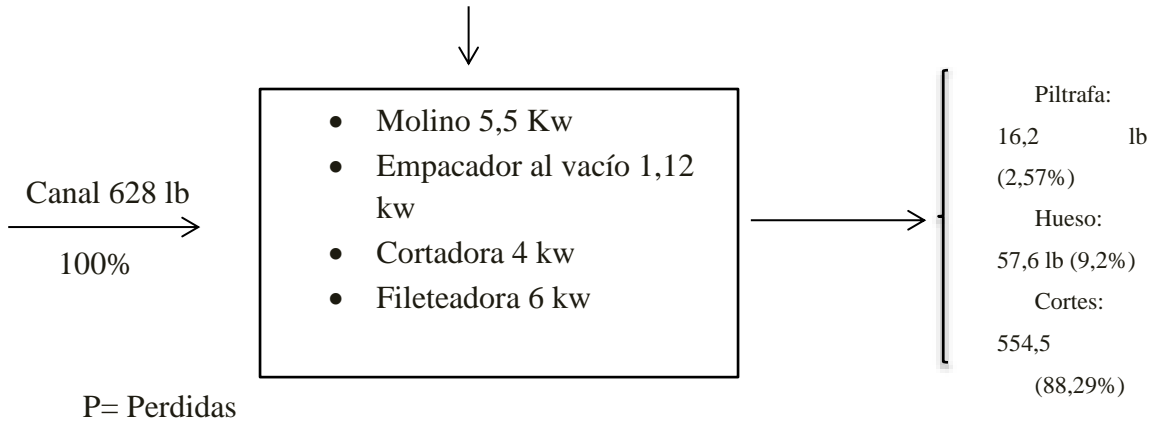 Canal 628 lb
100%
• Molino 5,5 Kw
• Empacador al vacío 1,12
kw
• Cortadora 4 kw
• Fileteadora 6 kw
Piltrafa:
16,2 lb
(2,57%)
Hueso:
57,6 lb (9,2%)
Cortes:
554,5
(88,29%)
P= Perdidas